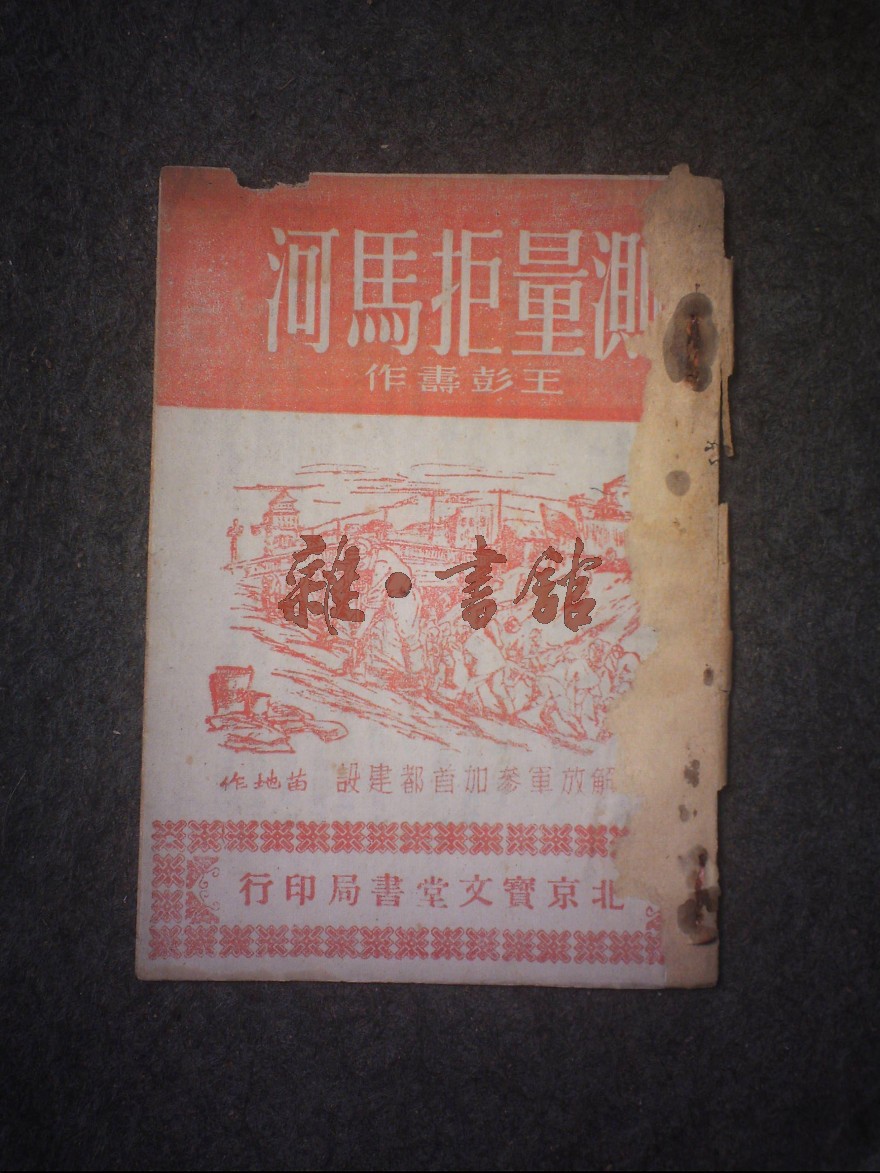 測量拒馬河
王彭壽作
雜·書館
解放軍參加首都建設 苗地作
北京寶文堂書局印行